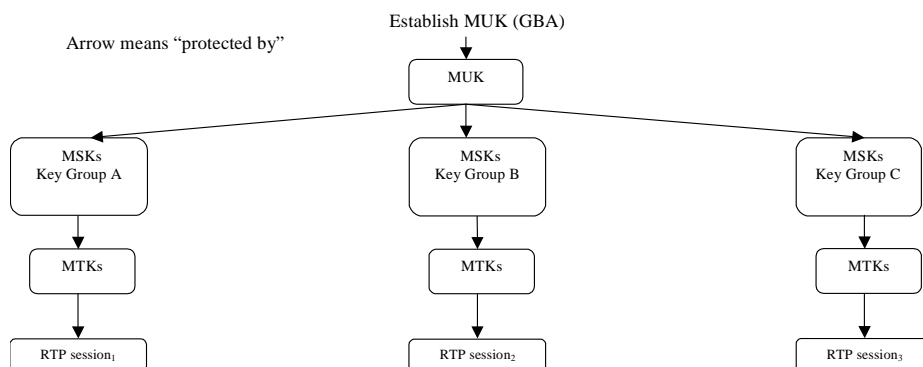 Establish MUK (GBA)
Arrow means “protected by”
MUK
MSKs
Key Group A
MSKs
Key Group B
MSKs
Key Group C
MTKs
MTKs
MTKs
RTP session₁
RTP session₂
RTP session₃